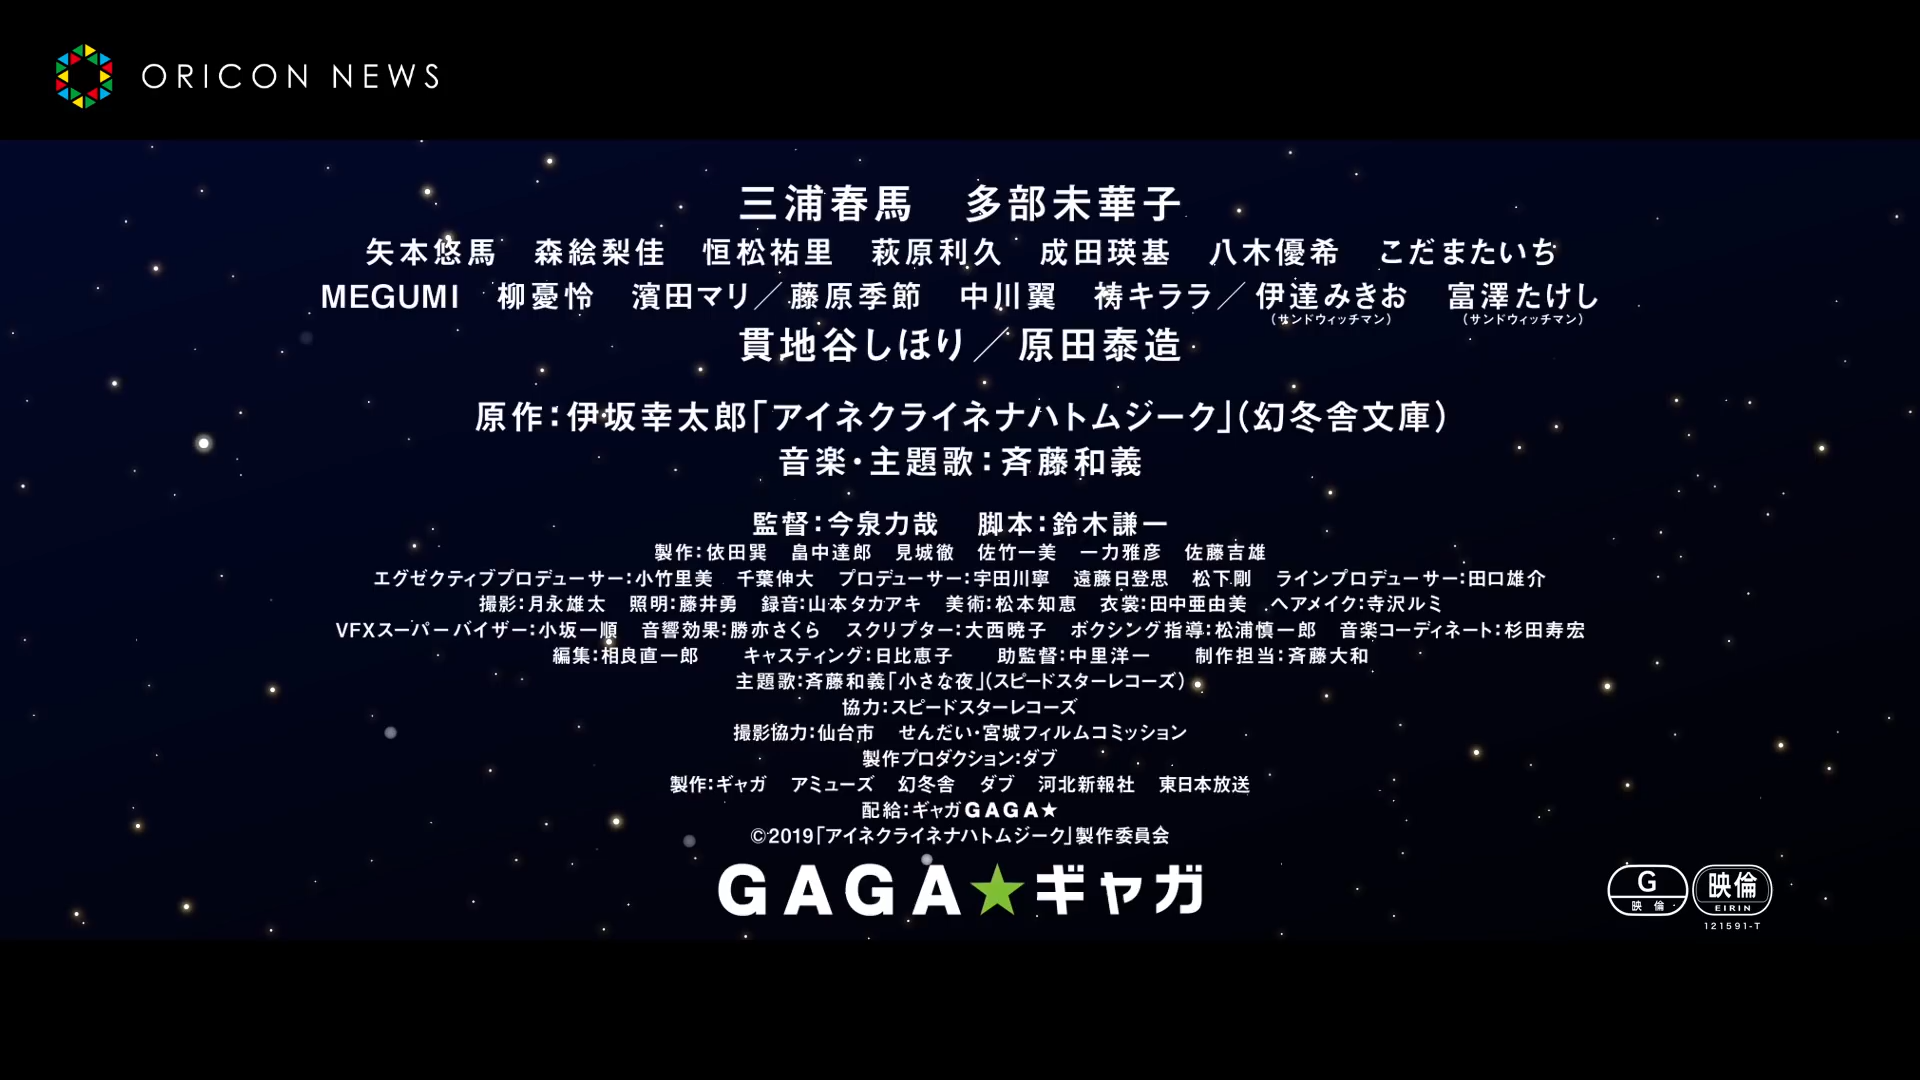 ORICON NEWS
三浦春馬 多部未華子
矢本悠馬 森絵梨佳 恒松祐里 萩原利久 成田瑛基 八木優希 こだまたいち
MEGUMI 柳憂怜 濱田マリ／藤原季節 中川翼 祷キララ／伊達みきお 富澤たけし
（サンドウィッチマン） （サンドウィッチマン）
貫地谷しほり／原田泰造
原作：伊坂幸太郎「アイネクライネナハトムジーク」（幻冬舎文庫）
音楽・主題歌：斉藤和義
監督：今泉力哉 脚本：鈴木謙一
製作：依田巽 畠中達郎 見城徹 佐竹一美 一力雅彦 佐藤吉雄
エグゼクティブプロデューサー：小竹里美 千葉伸大 プロデューサー：宇田川寧 遠藤日登思 松下剛 ラインプロデューサー：田口雄介
撮影：月永雄太 照明：藤井勇 録音：山本タカアキ 美術：松本知恵 衣裳：田中亜由美 ヘアメイク：寺沢ルミ
VFXスーパーバイザー：小坂一順 音響効果：勝亦さくら スクリプター：大西暁子 ボクシング指導：松浦慎一郎 音楽コーディネート：杉田寿宏
編集：相良直一郎 キャスティング：日比恵子 助監督：中里洋一 制作担当：斉藤大和
主題歌：斉藤和義「小さな夜」（スピードスターレコーズ）
協力：スピードスターレコーズ
撮影協力：仙台市 せんだい・宮城フィルムコミッション
製作プロダクション：ダブ
製作：ギャガ アミューズ 幻冬舎 ダブ 河北新報社 東日本放送
配給：ギャガGAGA★
©2019「アイネクライネナハトムジーク」製作委員会
GAGA★ギャガ
G 映倫
映倫 EIRIN
121591-T